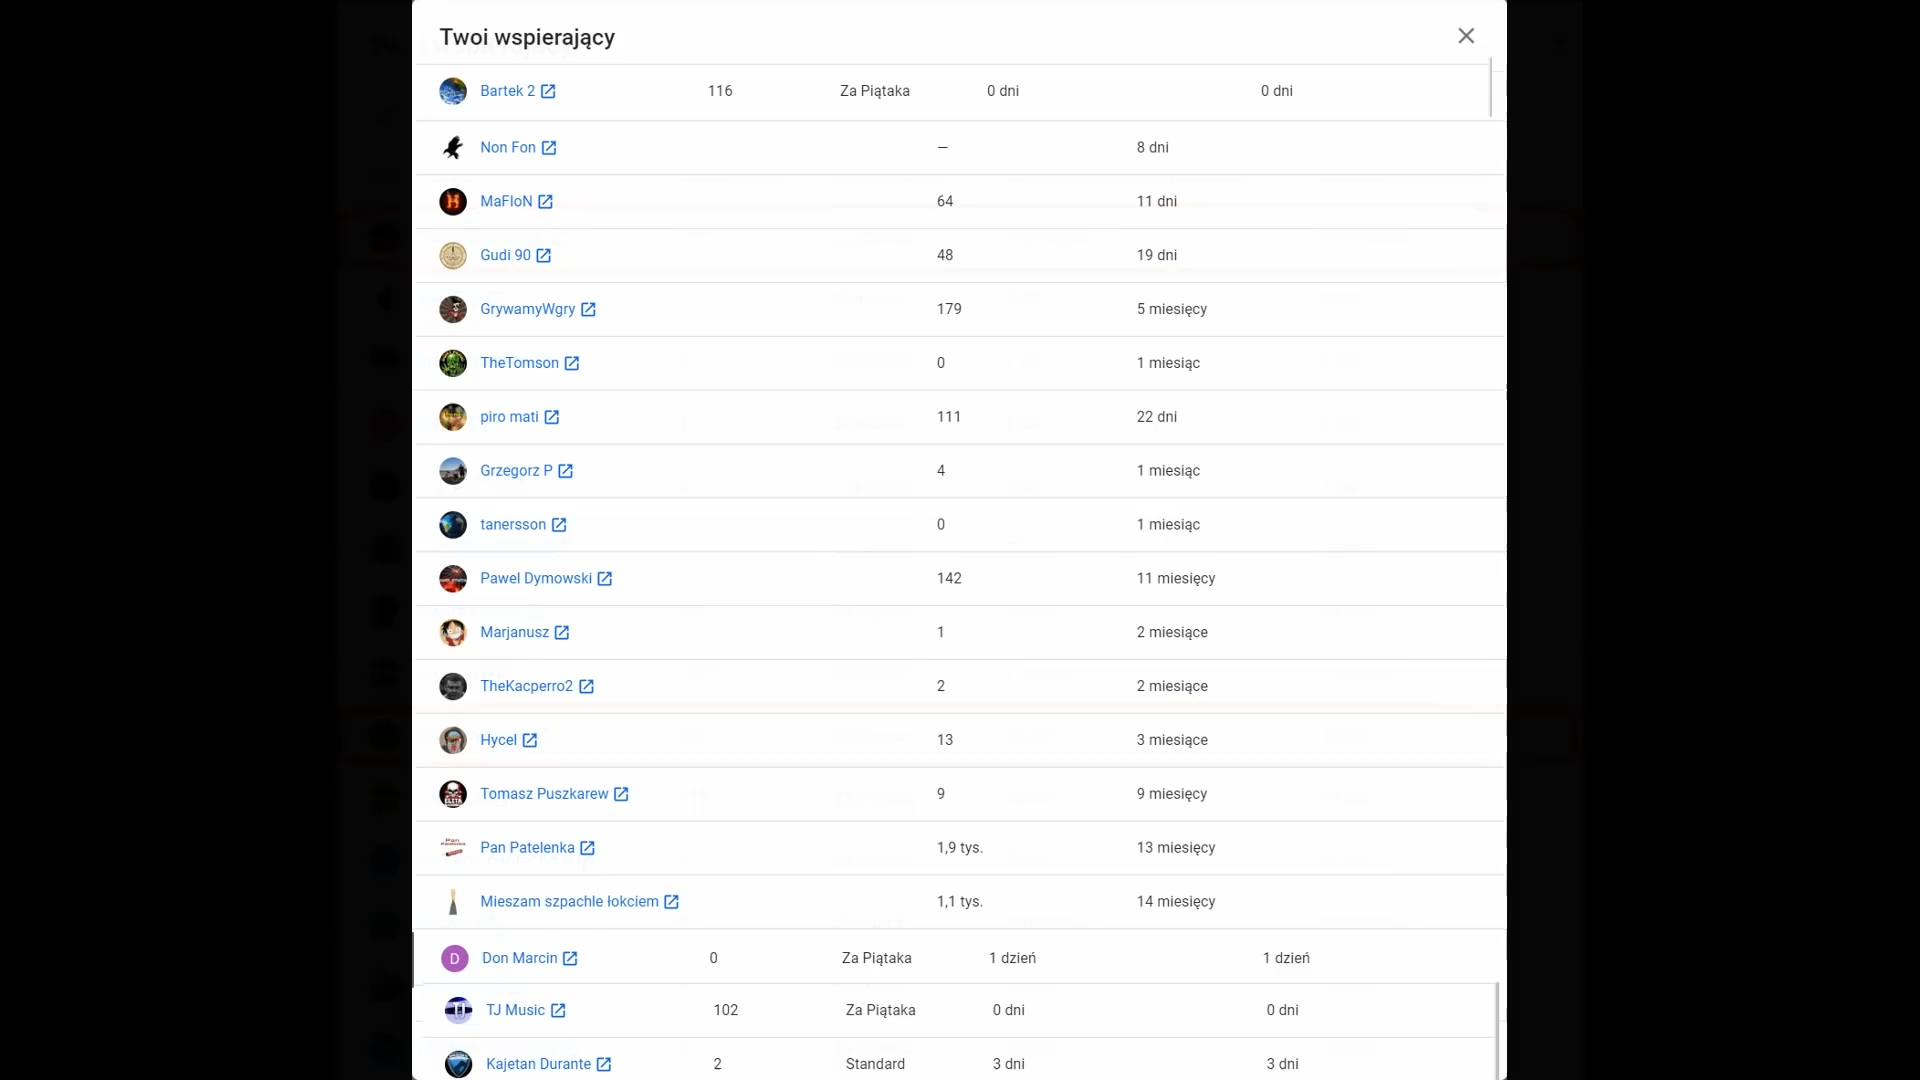 Twoi wspierający
Bartek 2 116 Za Piątaka 0 dni 0 dni
Non Fon — 8 dni
MaFIoN 64 11 dni
Gudi 90 48 19 dni
GrywamyWgry 179 5 miesięcy
TheTomson 0 1 miesiąc
piro mati 111 22 dni
Grzegorz P 4 1 miesiąc
tanersson 0 1 miesiąc
Pawel Dymowski 142 11 miesięcy
Marjanusz 1 2 miesiące
TheKacperro2 2 2 miesiące
Hycel 13 3 miesiące
Tomasz Puszkarew 9 9 miesięcy
Pan Patelenka 1,9 tys. 13 miesięcy
Mieszam szpachle łokciem 1,1 tys. 14 miesięcy
D Don Marcin 0 Za Piątaka 1 dzień 1 dzień
TJ TJ Music 102 Za Piątaka 0 dni 0 dni
Kajetan Durante 2 Standard 3 dni 3 dni